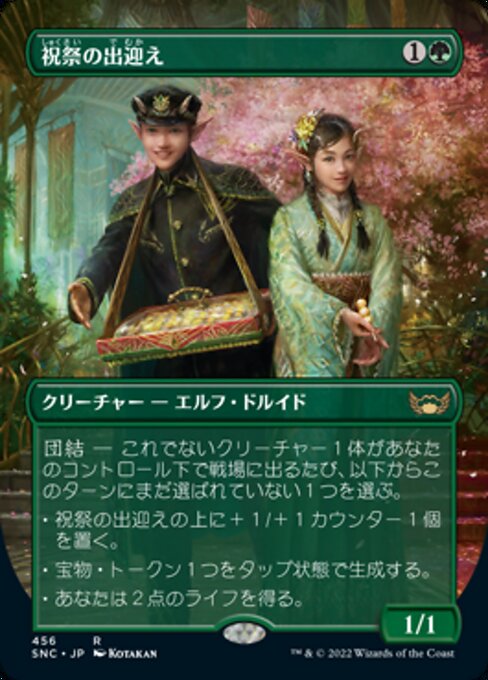 しゅくさい でむか
祝祭の出迎え 1
クリーチャー — エルフ・ドルイド
団結 ― これでないクリーチャー1体があなた
のコントロール下で戦場に出るたび、以下からこ
のターンにまだ選ばれていない1つを選ぶ。
・祝祭の出迎えの上に+1/+1カウンター1個
を置く。
・宝物・トークン1つをタップ状態で生成する。
・あなたは2点のライフを得る。
1/1
456 R
SNC • JP KOTAKAN
™ & © 2022 Wizards of the Coast